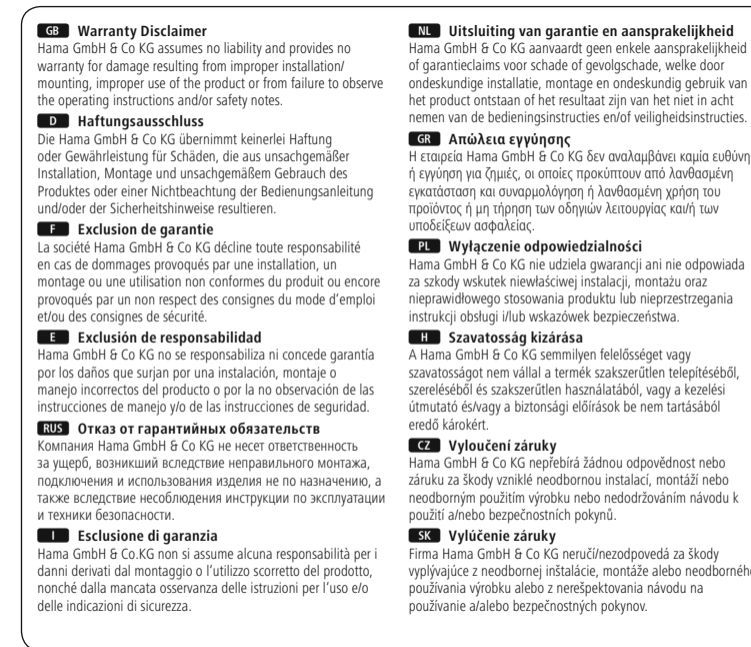 GB Warranty Disclaimer
Hama GmbH & Co KG assumes no liability and provides no
warranty for damage resulting from improper installation/
mounting, improper use of the product or from failure to observe
the operating instructions and/or safety notes.
D Haftungsausschluss
Die Hama GmbH & Co KG übernimmt keinerlei Haftung
oder Gewährleistung für Schäden, die aus unsachgemäßer
Installation, Montage und unsachgemäßem Gebrauch des
Produktes oder einer Nichtbeachtung der Bedienungsanleitung
und/oder der Sicherheitshinweise resultieren.
F Exclusion de garantie
La société Hama GmbH & Co KG décline toute responsabilité
en cas de dommages provoqués par une installation, un
montage ou une utilisation non conformes du produit ou encore
provoqués par un non respect des consignes du mode d’emploi
et/ou des consignes de sécurité.
E Exclusión de responsabilidad
Hama GmbH & Co KG no se responsabiliza ni concede garantía
por los daños que surjan por una instalación, montaje o
manejo incorrectos del producto o por la no observación de las
instrucciones de manejo y/o de las instrucciones de seguridad.
RUS Отказ от гарантийных обязательств
Компания Hama GmbH & Co KG не несет ответственность
за ущерб, возникший вследствие неправильного монтажа,
подключения и использования изделия не по назначению, а
также вследствие несоблюдения инструкции по эксплуатации
и техники безопасности.
I Esclusione di garanzia
Hama GmbH & Co.KG non si assume alcuna responsabilità per i
danni derivati dal montaggio o l’utilizzo scorretto del prodotto,
nonché dalla mancata osservanza delle istruzioni per l’uso e/o
delle indicazioni di sicurezza.
NL Uitsluiting van garantie en aansprakelijkheid
Hama GmbH & Co KG aanvaardt geen enkele aansprakelijkheid
of garantieclaims voor schade of gevolgschade, welke door
ondeskundige installatie, montage en ondeskundig gebruik van
het product ontstaan of het resultaat zijn van het niet in acht
nemen van de bedieningsinstructies en/of veiligheidsinstructies.
GR Απώλεια εγγύησης
Η εταιρεία Hama GmbH & Co KG δεν αναλαμβάνει καμία ευθύνη
ή εγγύηση για ζημιές, οι οποίες προκύπτουν από λανθασμένη
εγκατάσταση και συναρμολόγηση ή λανθασμένη χρήση του
προϊόντος ή μη τήρηση των οδηγιών λειτουργίας και/ή των
υποδείξεων ασφαλείας.
PL Wyłączenie odpowiedzialności
Hama GmbH & Co KG nie udziela gwarancji ani nie odpowiada
za szkody wskutek niewłaściwej instalacji, montażu oraz
nieprawidłowego stosowania produktu lub nieprzestrzegania
instrukcji obsługi i/lub wskazówek bezpieczeństwa.
H Szavatosság kizárása
A Hama GmbH & Co KG semmilyen felelősséget vagy
szavatosságot nem vállal a termék szakszerűtlen telepítéséből,
szereléséből és szakszerűtlen használatából, vagy a kezelési
útmutató és/vagy a biztonsági előírások be nem tartásából
eredő károkért.
CZ Vyloučení záruky
Hama GmbH & Co KG nepřebírá žádnou odpovědnost nebo
záruku za škody vzniklé neodbornou instalací, montáží nebo
neodborným použitím výrobku nebo nedodržováním návodu k
použití a/nebo bezpečnostních pokynů.
SK Vylúčenie záruky
Firma Hama GmbH & Co KG neručí/nezodpovedá za škody
vyplývajúce z neodbornej inštalácie, montáže alebo neodborného
používania výrobku alebo z nerešpektovania návodu na
používanie a/alebo bezpečnostných pokynov.